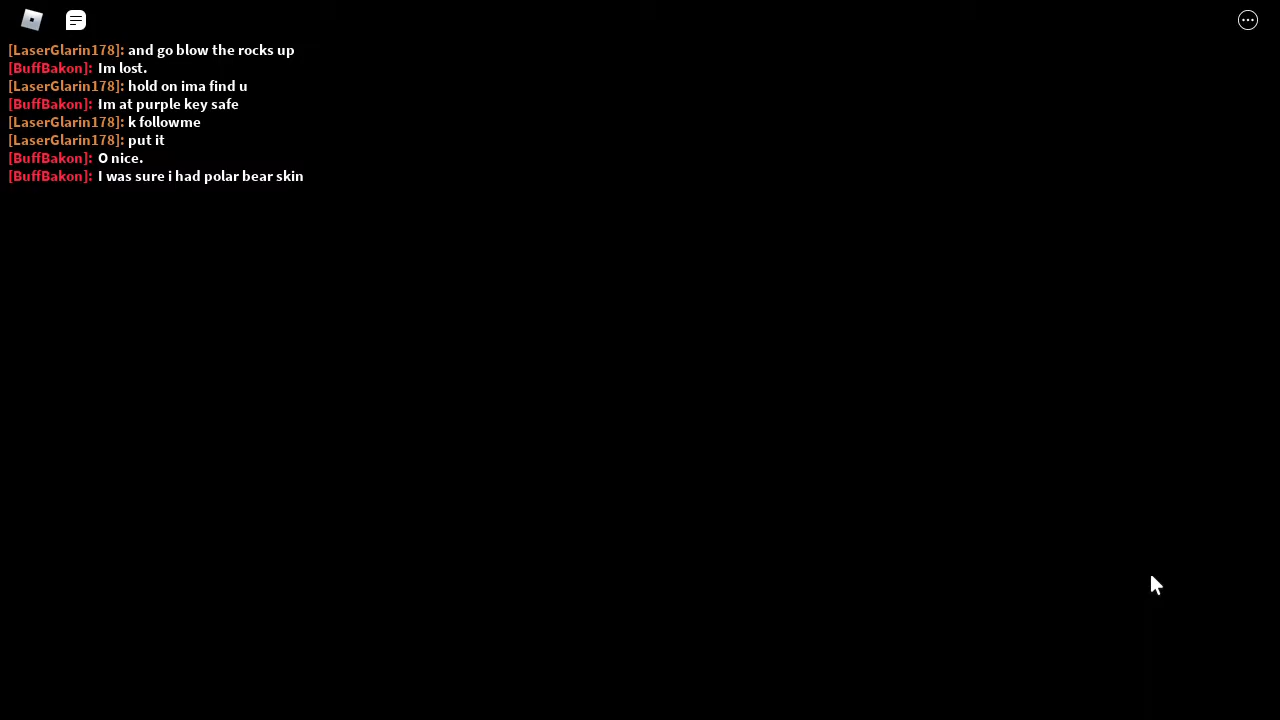 [LaserGlarin178]: and go blow the rocks up
[BuffBakon]: Im lost.
[LaserGlarin178]: hold on ima find u
[BuffBakon]: Im at purple key safe
[LaserGlarin178]: k followme
[LaserGlarin178]: put it
[BuffBakon]: O nice.
[BuffBakon]: I was sure i had polar bear skin